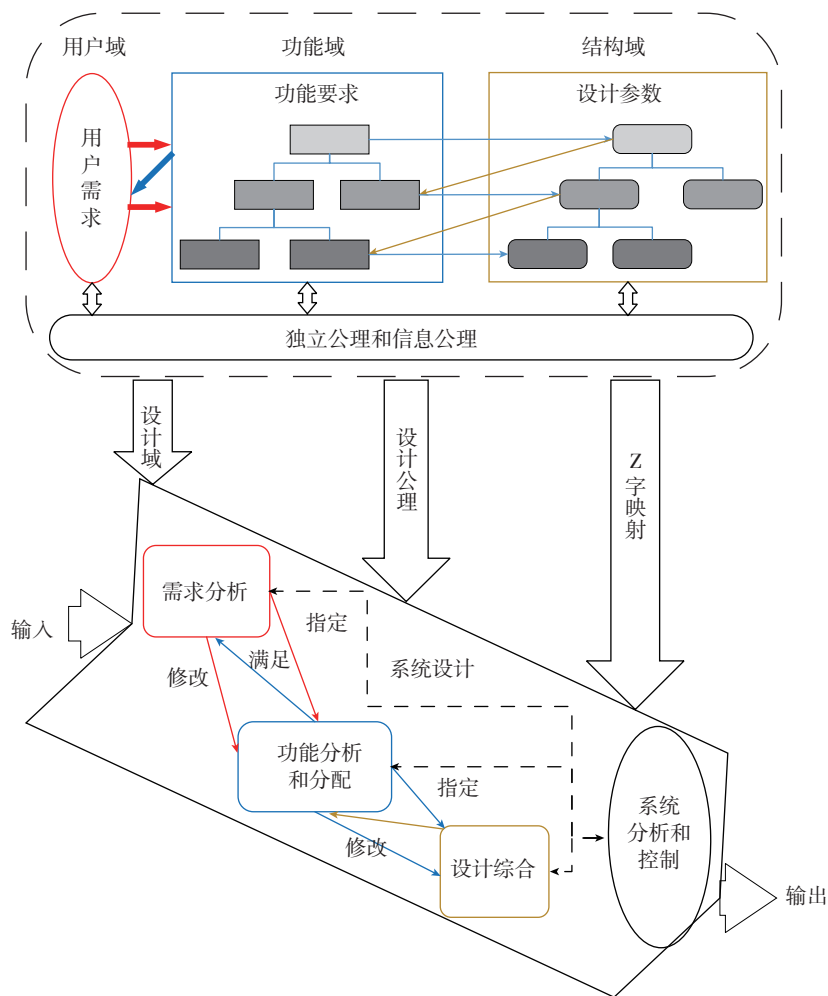 用户域
功能域
结构域
用户需求
功能要求
设计参数
独立公理和信息公理
设计域
设计公理
Z字映射
输入
需求分析
指定
满足
修改
系统设计
功能分析
和分配
指定
修改
设计综合
系统
分析和
控制
输出